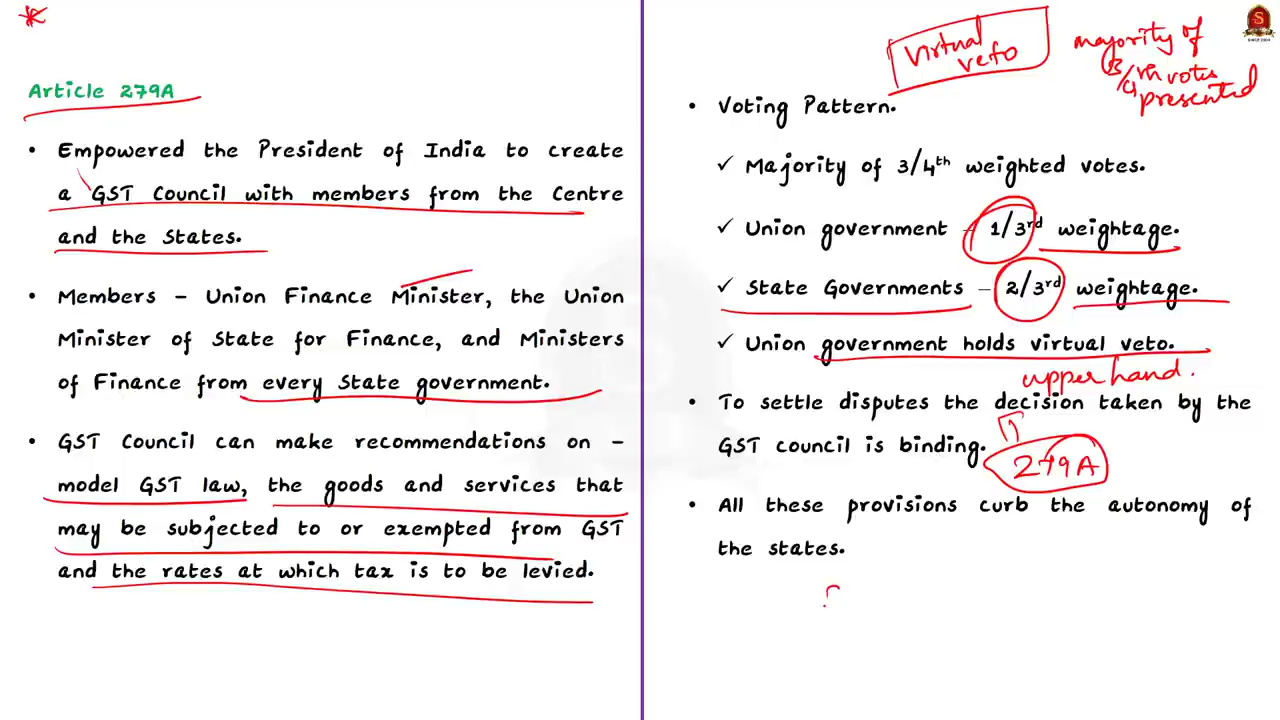 Article 279A
• Empowered the President of India to create
a GST Council with members from the Centre
and the States.
• Members – Union Finance Minister, the Union
Minister of State for Finance, and Ministers
of Finance from every State government.
• GST Council can make recommendations on –
model GST law, the goods and services that
may be subjected to or exempted from GST
and the rates at which tax is to be levied.
virtual
veto
majority of
3/4th votes
presented
• Voting Pattern.
✓ Majority of 3/4th weighted votes.
✓ Union government – 1/3rd weightage.
✓ State Governments – 2/3rd weightage.
✓ Union government holds virtual veto.
upper hand.
• To settle disputes the decision taken by the
GST council is binding.
279A
• All these provisions curb the autonomy of
the states.